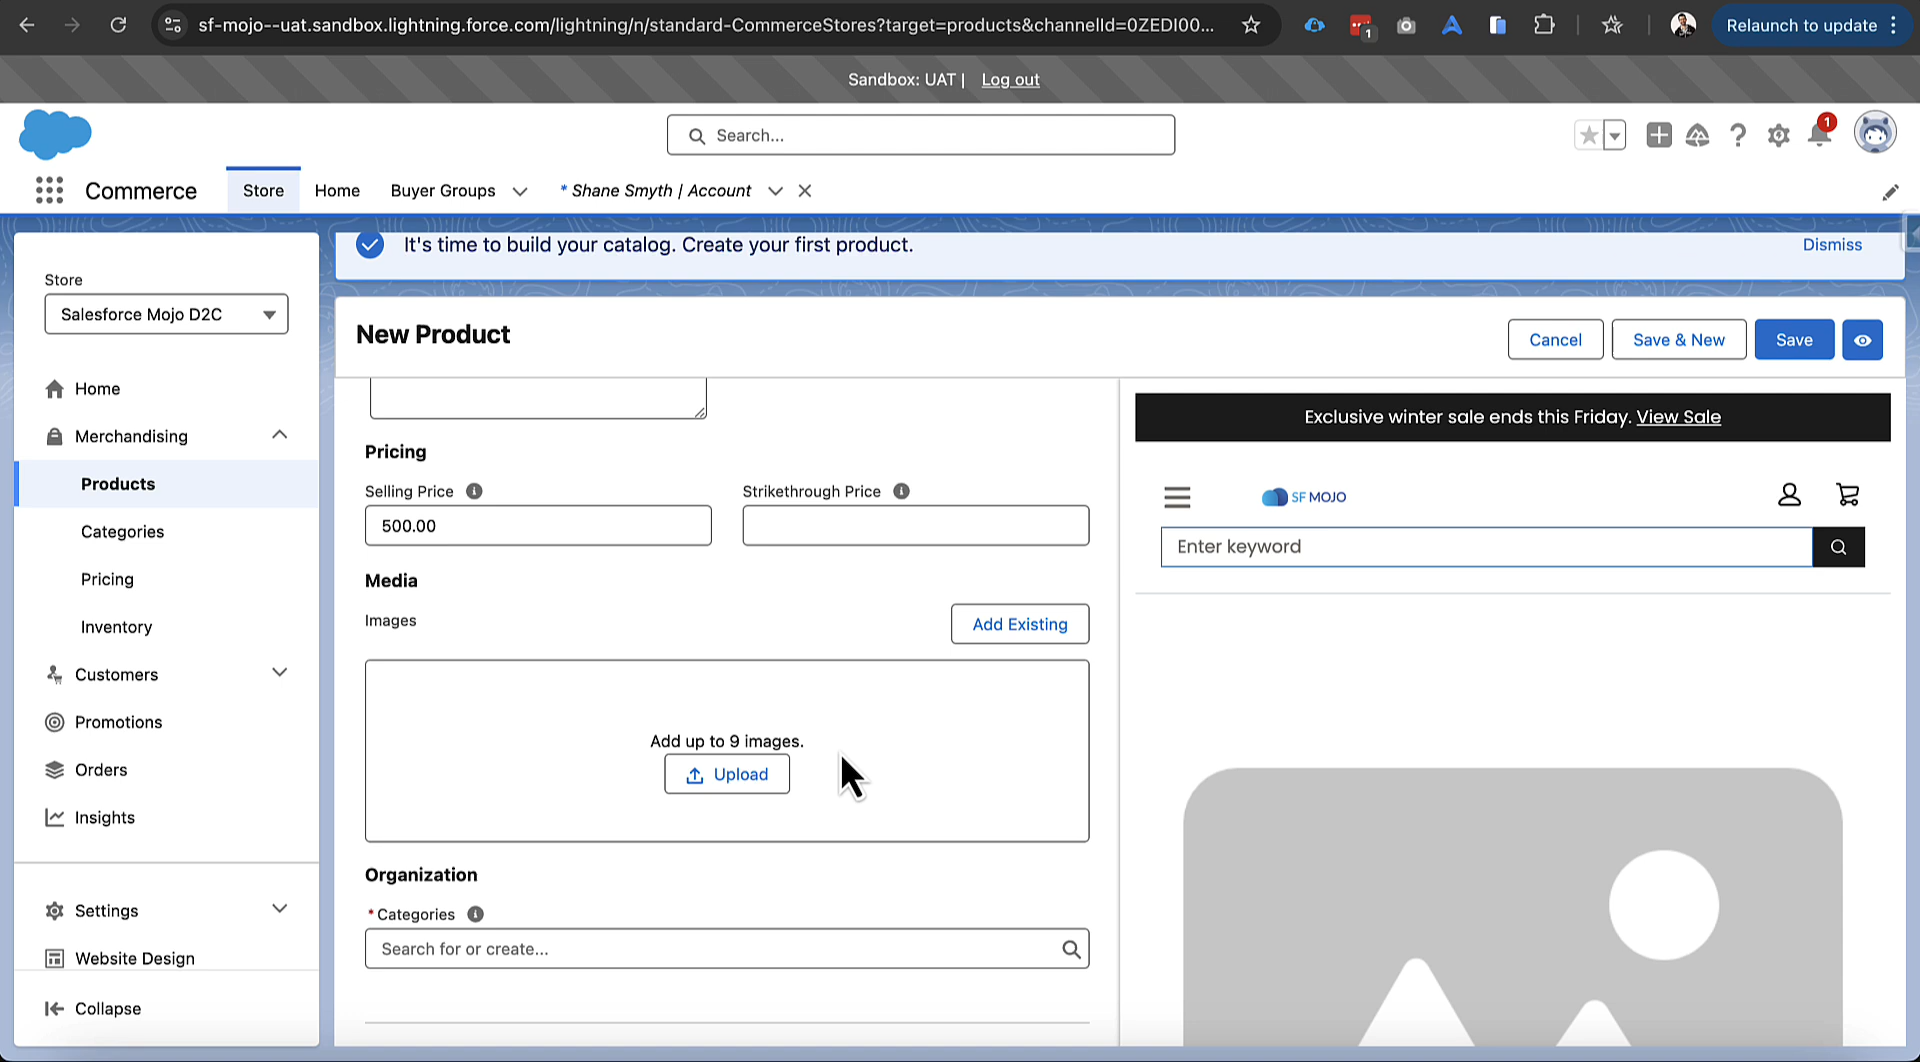 sf-mojo--uat.sandbox.lightning.force.com/lightning/n/standard-CommerceStores?target=products&channelId=0ZEDI00...
1
Relaunch to update
Sandbox: UAT |
Log out
Search...
1
Commerce
Store
Home
Buyer Groups
* Shane Smyth | Account
It's time to build your catalog. Create your first product.
Dismiss
Store
Salesforce Mojo D2C
Home
Merchandising
Products
Categories
Pricing
Inventory
Customers
Promotions
Orders
Insights
Settings
Website Design
Collapse
New Product
Cancel
Save & New
Save
Pricing
Selling Price
Strikethrough Price
500.00
Media
Images
Add Existing
Add up to 9 images.
Upload
Organization
* Categories
Search for or create...
Exclusive winter sale ends this Friday. View Sale
SF MOJO
Enter keyword